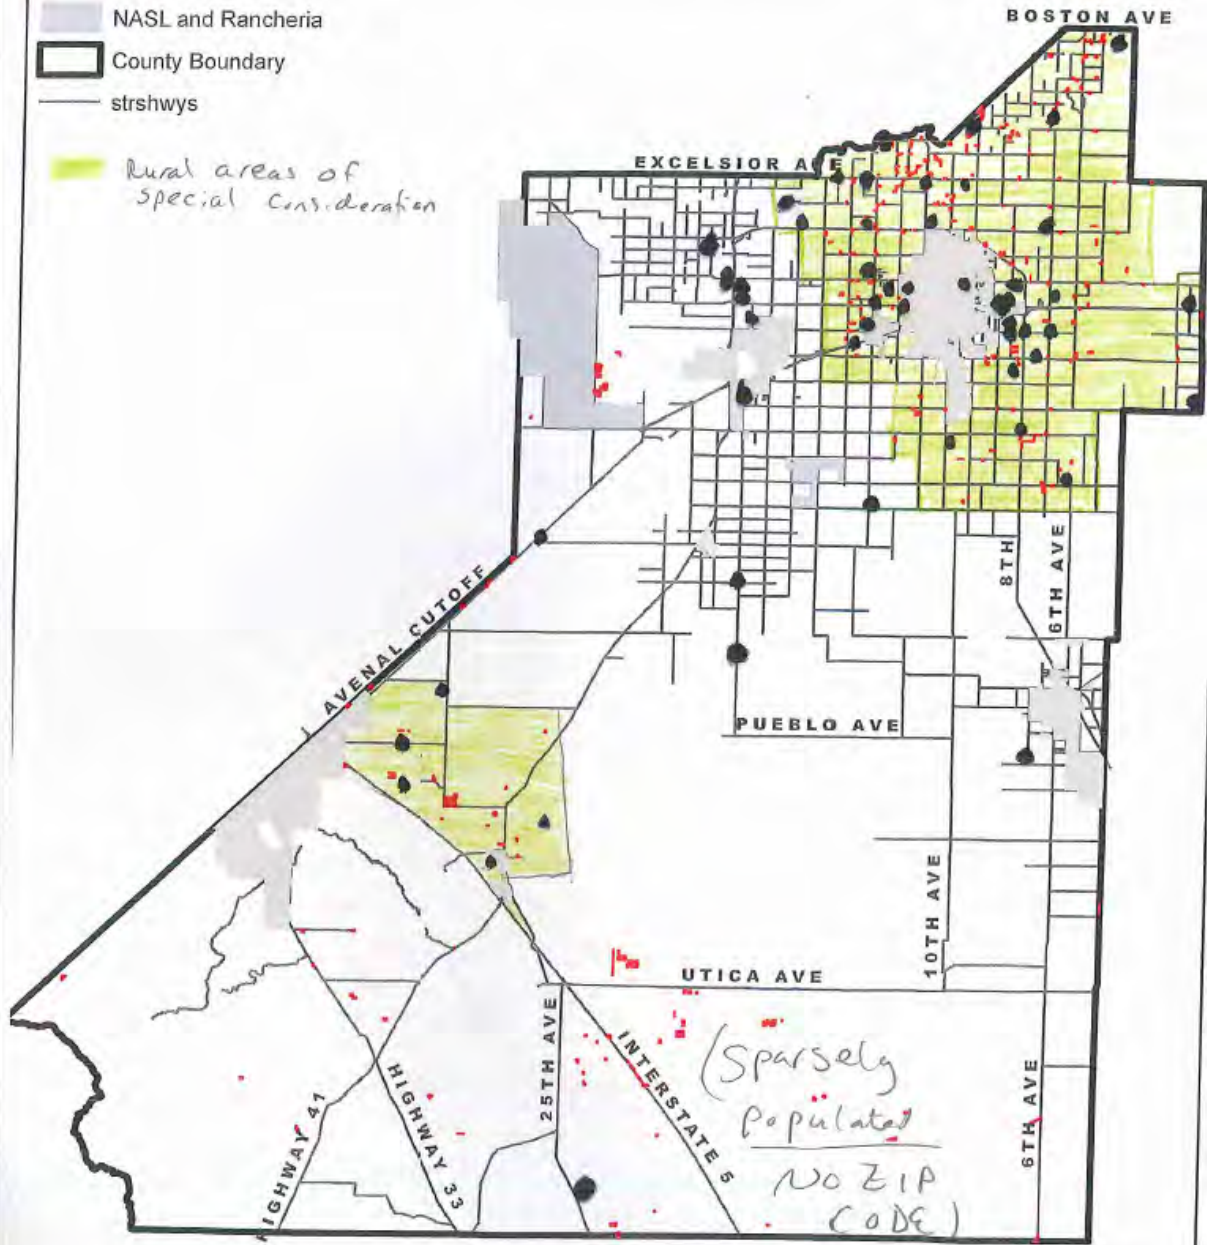 NASL and Rancheria
County Boundary
strshwys
Rural areas of
special consideration
BOSTON AVE
EXCELSIOR AVE
AVENAL CUTOFF
8TH
6TH AVE
PUEBLO AVE
10TH AVE
UTICA AVE
25TH AVE
INTERSTATE 5
HIGHWAY 41
HIGHWAY 33
6TH AVE
(Sparsely
populated
NO ZIP
CODE)